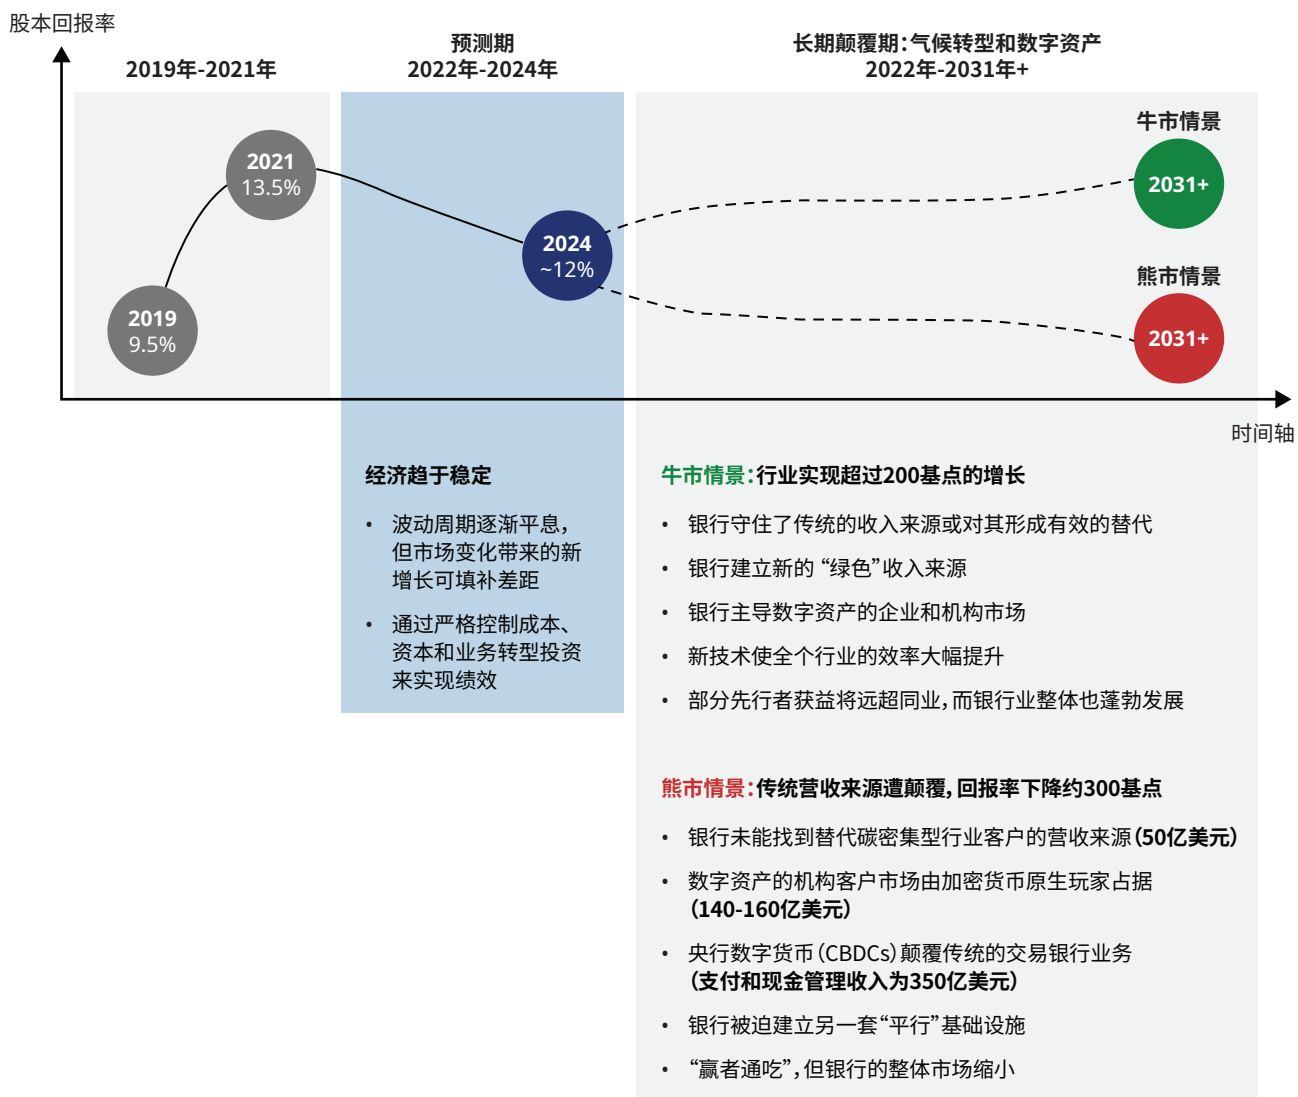 股本回报率
2019年-2021年
预测期
2022年-2024年
长期颠覆期：气候转型和数字资产
2022年-2031年+
2019
9.5%
2021
13.5%
2024
~12%
牛市情景
2031+
熊市情景
2031+
时间轴
经济趋于稳定
• 波动周期逐渐平息，
但市场变化带来的新
增长可填补差距
• 通过严格控制成本、
资本和业务转型投资
来实现绩效
牛市情景：行业实现超过200基点的增长
• 银行守住了传统的收入来源或对其形成有效的替代
• 银行建立新的“绿色”收入来源
• 银行主导数字资产的企业和机构市场
• 新技术使全个行业的效率大幅提升
• 部分先行者获益将远超同业，而银行业整体也蓬勃发展
熊市情景：传统营收来源遭颠覆，回报率下降约300基点
• 银行未能找到替代碳密集型行业客户的营收来源（50亿美元）
• 数字资产的机构客户市场由加密货币原生玩家占据
（140-160亿美元）
• 央行数字货币（CBDCs）颠覆传统的交易银行业务
（支付和现金管理收入为350亿美元）
• 银行被迫建立另一套“平行”基础设施
• “赢者通吃”，但银行的整体市场缩小